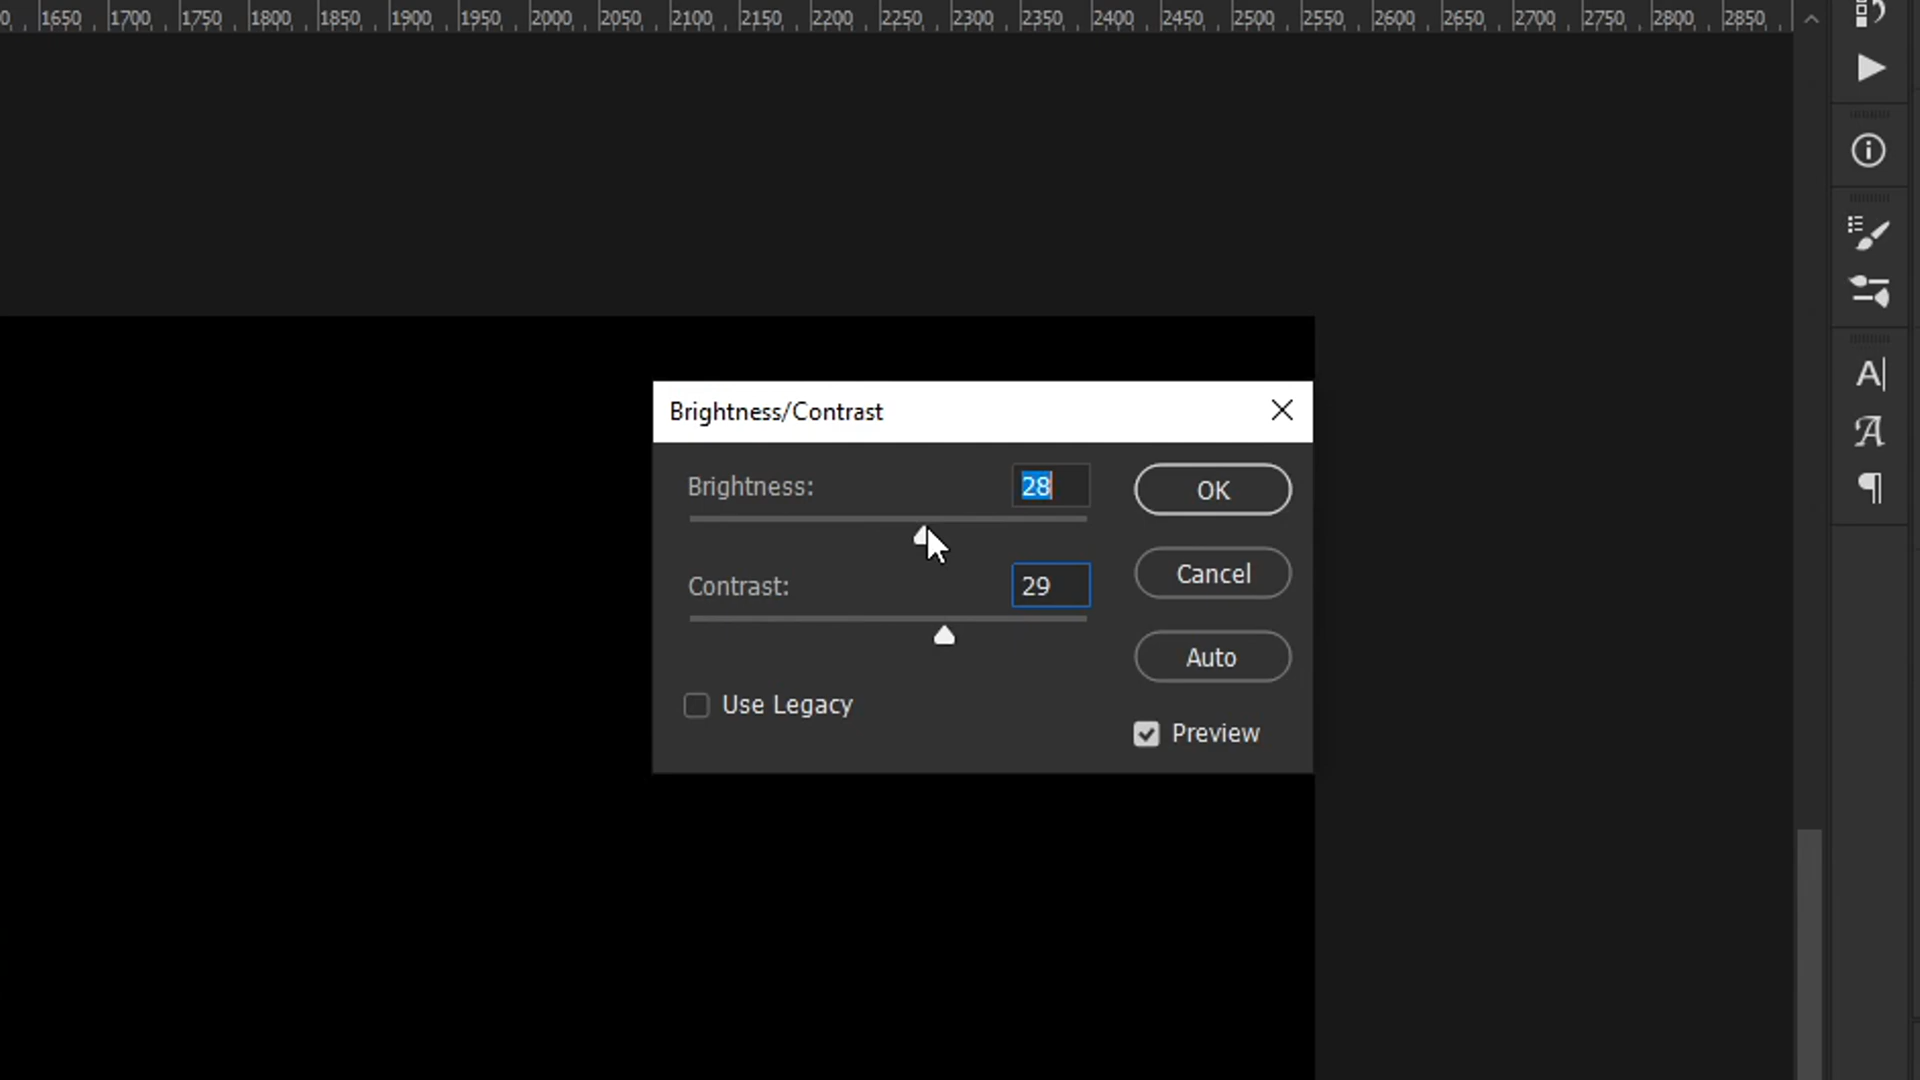 1650 1700 1750 1800 1850 1900 1950 2000 2050 2100 2150 2200 2250 2300 2350 2400 2450 2500 2550 2600 2650 2700 2750 2800 2850
Brightness/Contrast
Brightness: 28 OK
Cancel
Contrast: 29
Auto
Use Legacy
Preview